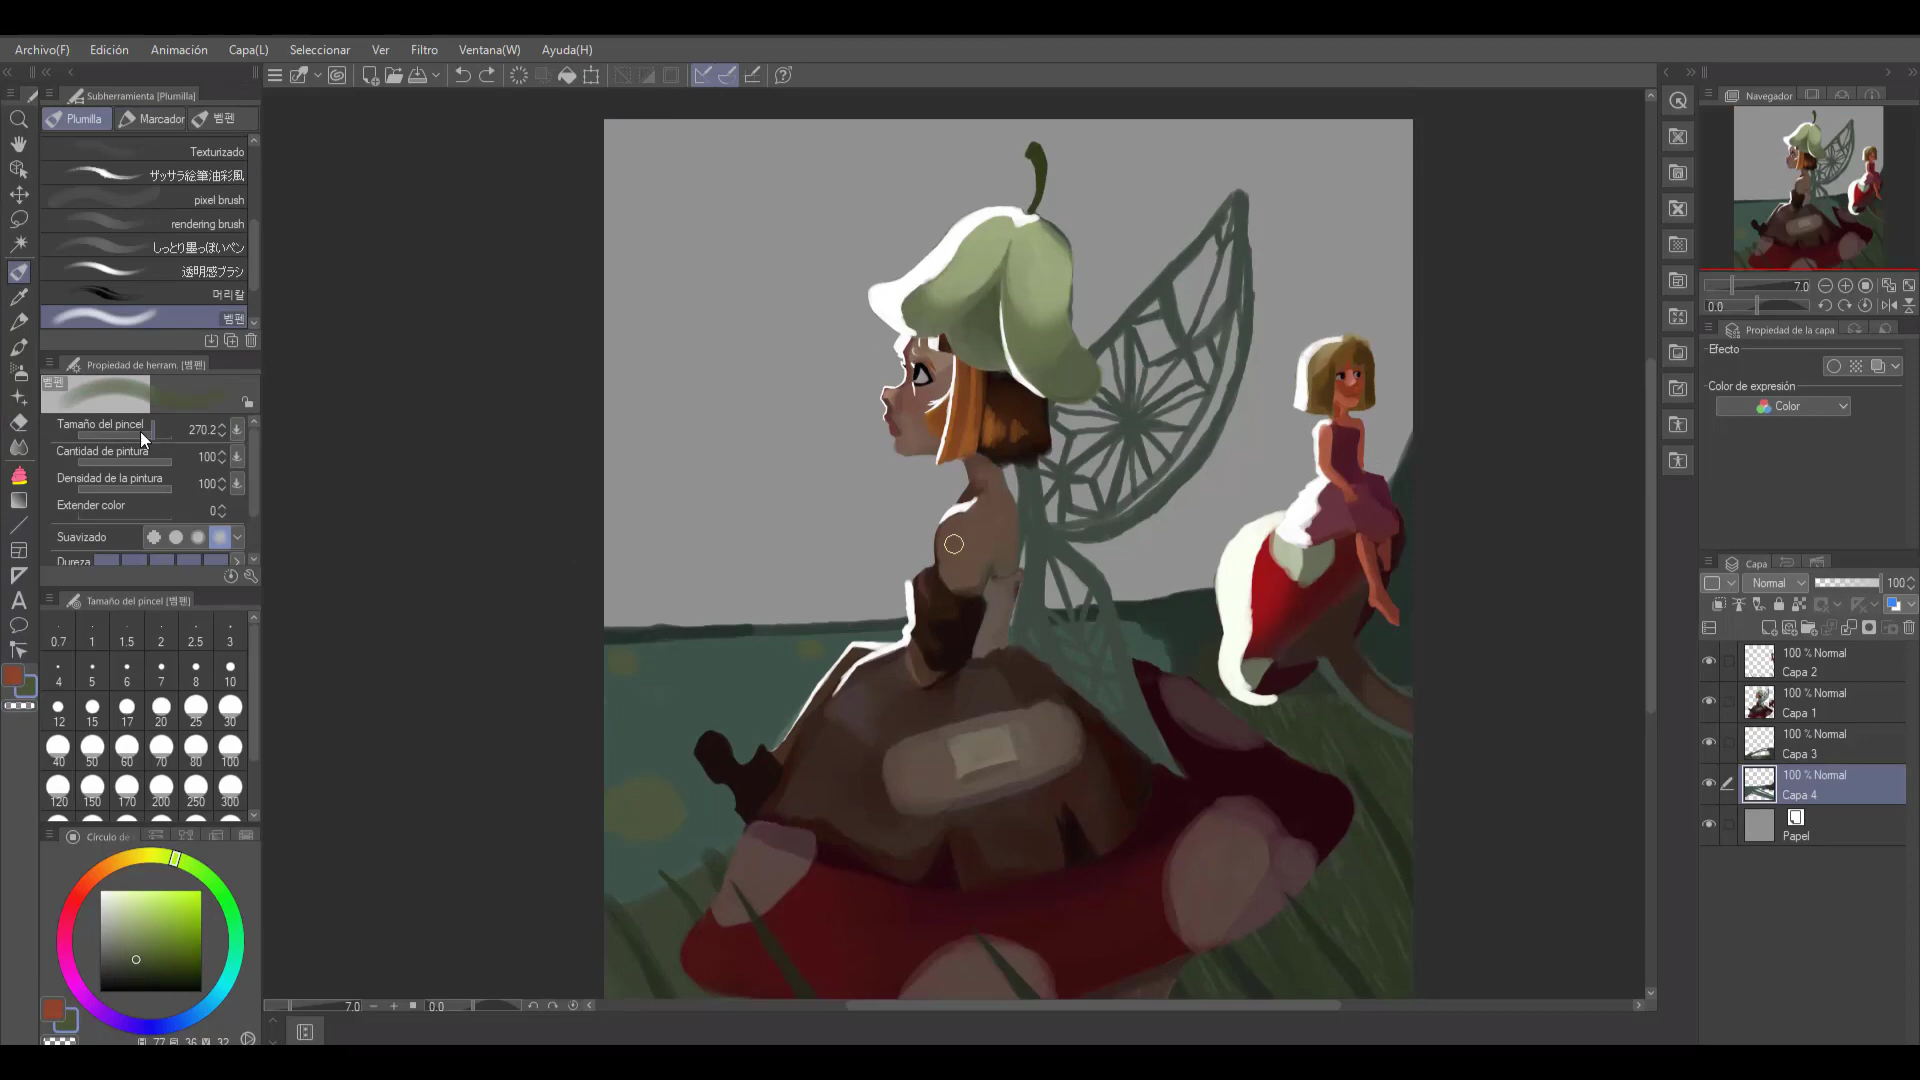 Archivo(F) Edición Animación Capa(L) Seleccionar Ver Filtro Ventana(W) Ayuda(H)
Subherramienta [Plumilla]
Plumilla Marcador 범펜
Texturizado
ザッサラ絵筆油彩風
pixel brush
rendering brush
しっとり墨っぽいペン
透明感ブラシ
머리칼
범펜
Propiedad de herram. [범펜]
범펜
Tamaño del pincel 270.2
Cantidad de pintura 100
Densidad de la pintura 100
Extender color 0
Suavizado
Dureza
Tamaño del pincel [범펜]
0.7 1 1.5 2 2.5 3
4 5 6 7 8 10
12 15 17 20 25 30
40 50 60 70 80 100
120 150 170 200 250 300
Círculo de
77 36 32
7.0 0.0
Navegador
7.0
0.0
Propiedad de la capa
Efecto
Color de expresión
Color
Capa
Normal 100
100 % Normal
Capa 2
100 % Normal
Capa 1
100 % Normal
Capa 3
100 % Normal
Capa 4
Papel